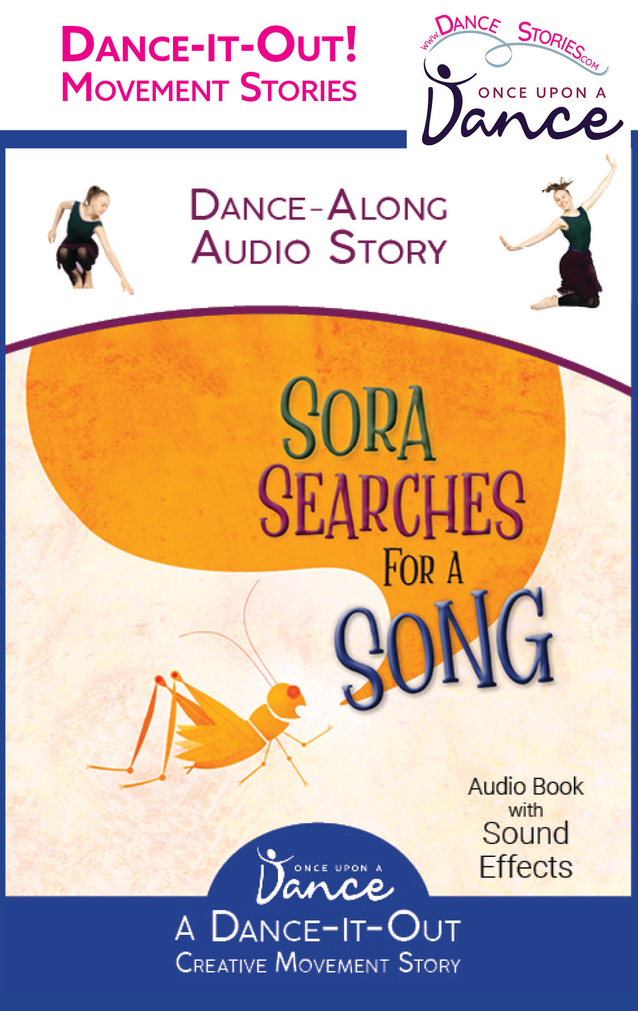 DANCE-IT-OUT!
MOVEMENT STORIES
www.DANCE STORIES.COM
ONCE UPON A
Dance
DANCE-ALONG
AUDIO STORY
SORA
SEARCHES
FOR A
SONG
Audio Book
with
Sound
Effects
ONCE UPON A
Dance
A DANCE-IT-OUT
CREATIVE MOVEMENT STORY